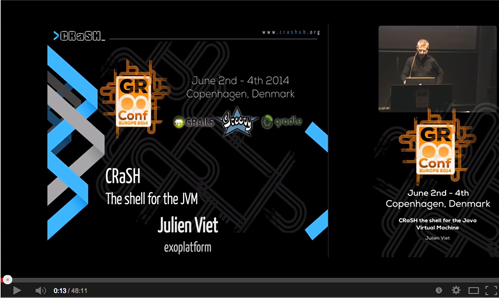 >CRaSH_
www.crashub.org
GR8
Conf
EUROPE 2014
June 2nd - 4th 2014
Copenhagen, Denmark
GRAILS
Groovy
gradle
CRaSH
The shell for the JVM
Julien Viet
exoplatform
GR8
Conf
EUROPE 2014
June 2nd - 4th
Copenhagen, Denmark
CRaSH the shell for the Java
Virtual Machine
Julien Viet
0:13 / 48:11